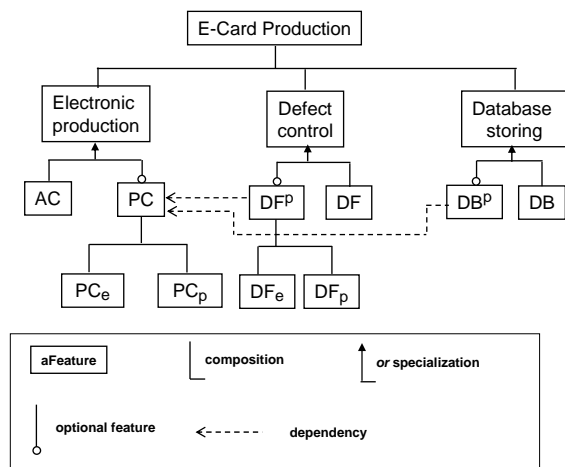 E-Card Production
Electronic
production
Defect
control
Database
storing
AC
PC
DFp
DF
DBp
DB
PCe
PCp
DFe
DFp
aFeature
composition
or specialization
optional feature
dependency